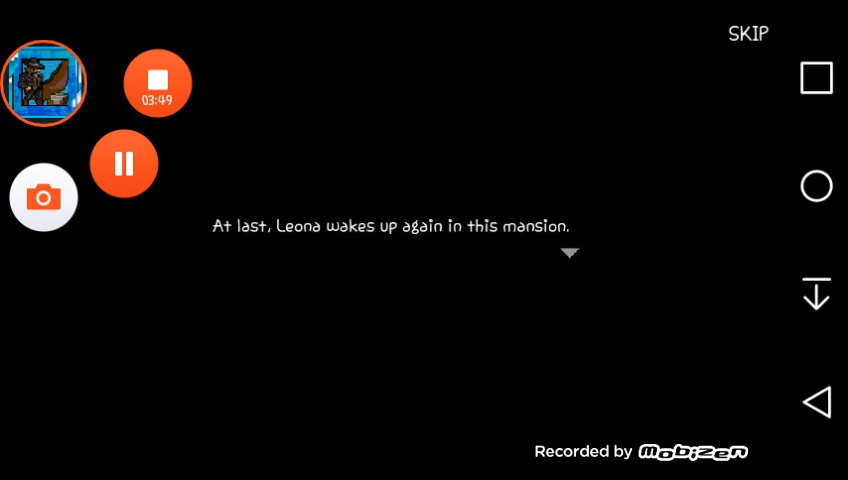 SKIP
03:49
At last, Leona wakes up again in this mansion.
Recorded by Mobizen